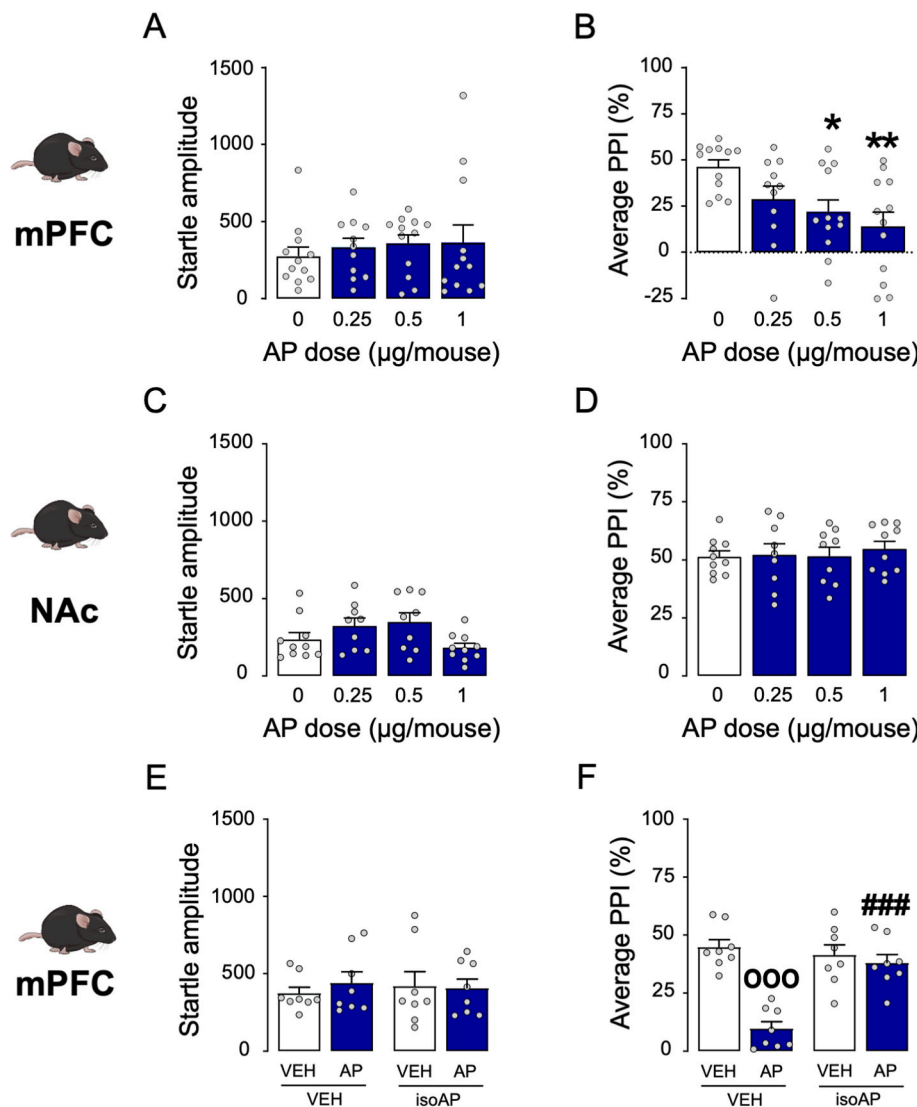 A
B
Startle amplitude
1500
1000
500
0
0 0.25 0.5 1
AP dose (µg/mouse)
mPFC
Average PPI (%)
100
75
50
25
0
-25
*
**
0 0.25 0.5 1
AP dose (µg/mouse)
C
D
Startle amplitude
1500
1000
500
0
0 0.25 0.5 1
AP dose (µg/mouse)
NAc
Average PPI (%)
100
75
50
25
0
0 0.25 0.5 1
AP dose (µg/mouse)
E
F
Startle amplitude
1500
1000
500
0
VEH AP VEH AP
VEH isoAP
mPFC
Average PPI (%)
100
75
50
25
0
ooo
###
VEH AP VEH AP
VEH isoAP